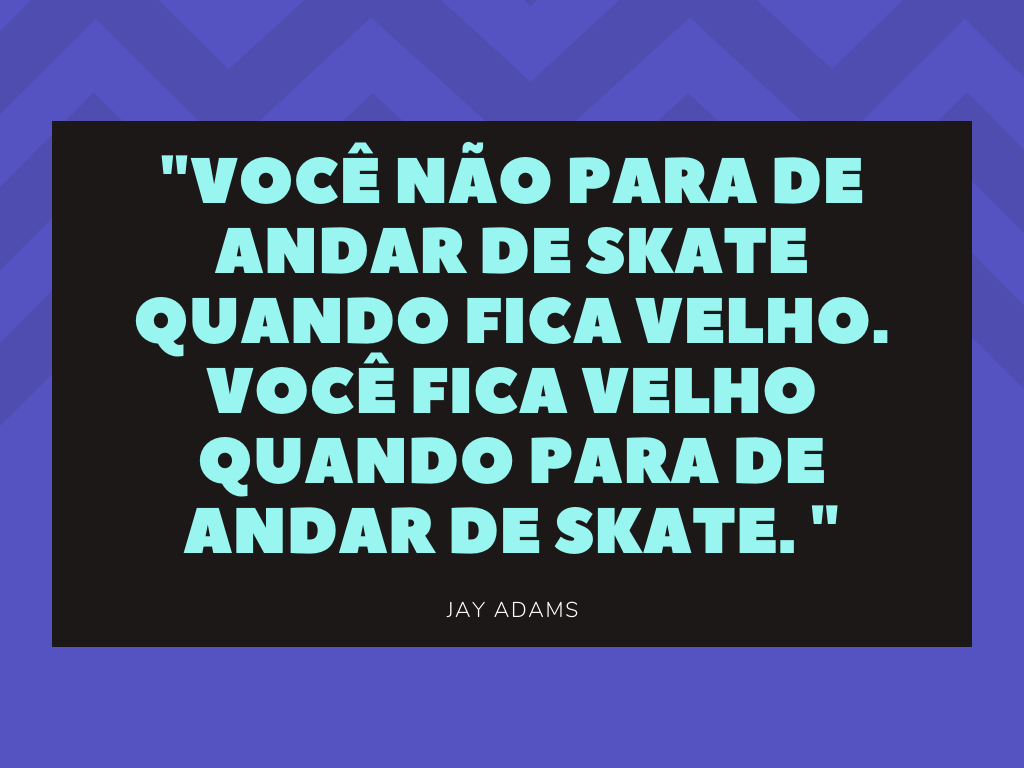 "VOCÊ NÃO PARA DE
ANDAR DE SKATE
QUANDO FICA VELHO.
VOCÊ FICA VELHO
QUANDO PARA DE
ANDAR DE SKATE. "
JAY ADAMS